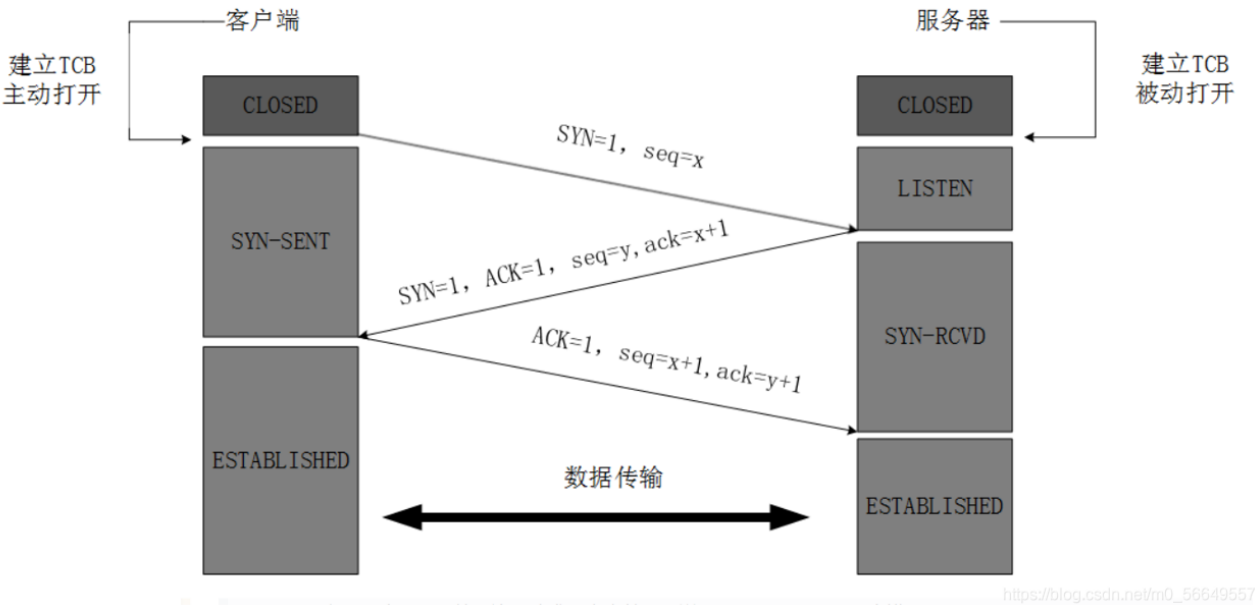 客户端
服务器
建立TCB
主动打开
建立TCB
被动打开
CLOSED
CLOSED
SYN=1, seq=x
LISTEN
SYN-SENT
SYN=1, ACK=1, seq=y,ack=x+1
SYN-RCVD
ACK=1, seq=x+1,ack=y+1
ESTABLISHED
数据传输
ESTABLISHED
https://blog.csdn.net/m0_56649557